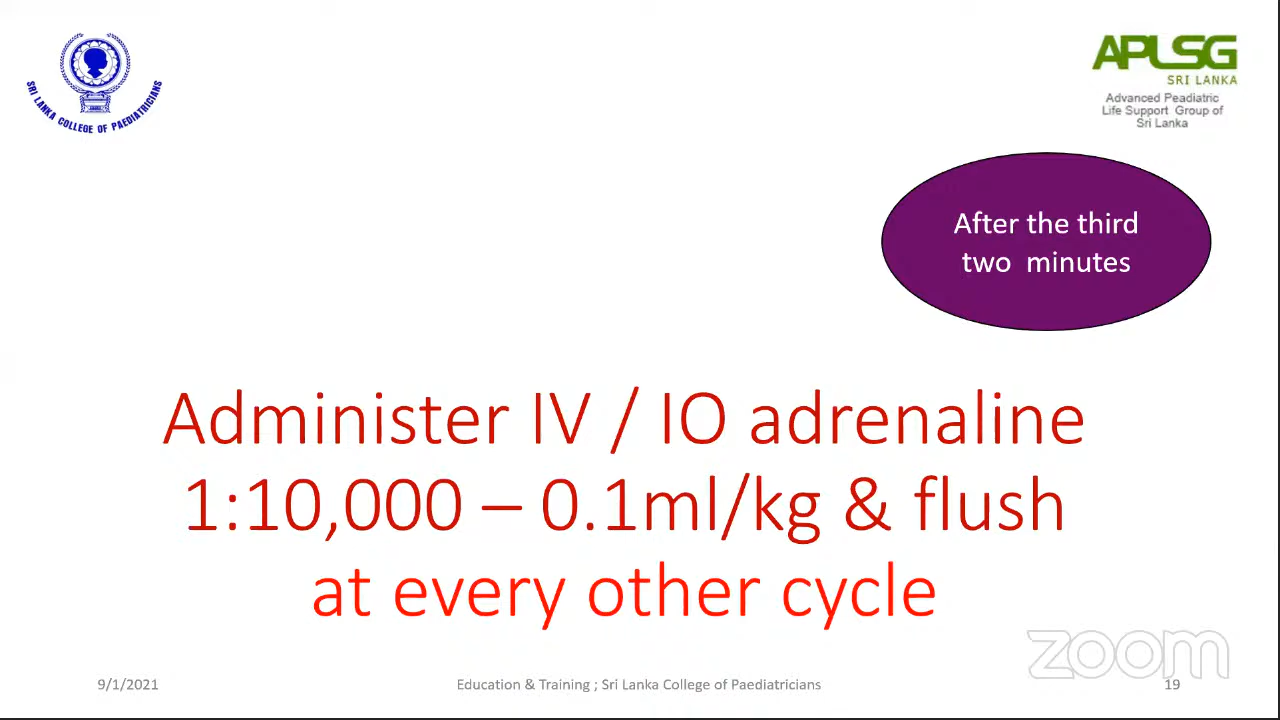 SRI LANKA COLLEGE OF PAEDIATRICIANS
APLSG
SRI LANKA
Advanced Peadiatric
Life Support Group of
Sri Lanka
After the third
two minutes
Administer IV / IO adrenaline
1:10,000 – 0.1ml/kg & flush
at every other cycle
zoom
9/1/2021
Education & Training ; Sri Lanka College of Paediatricians
19